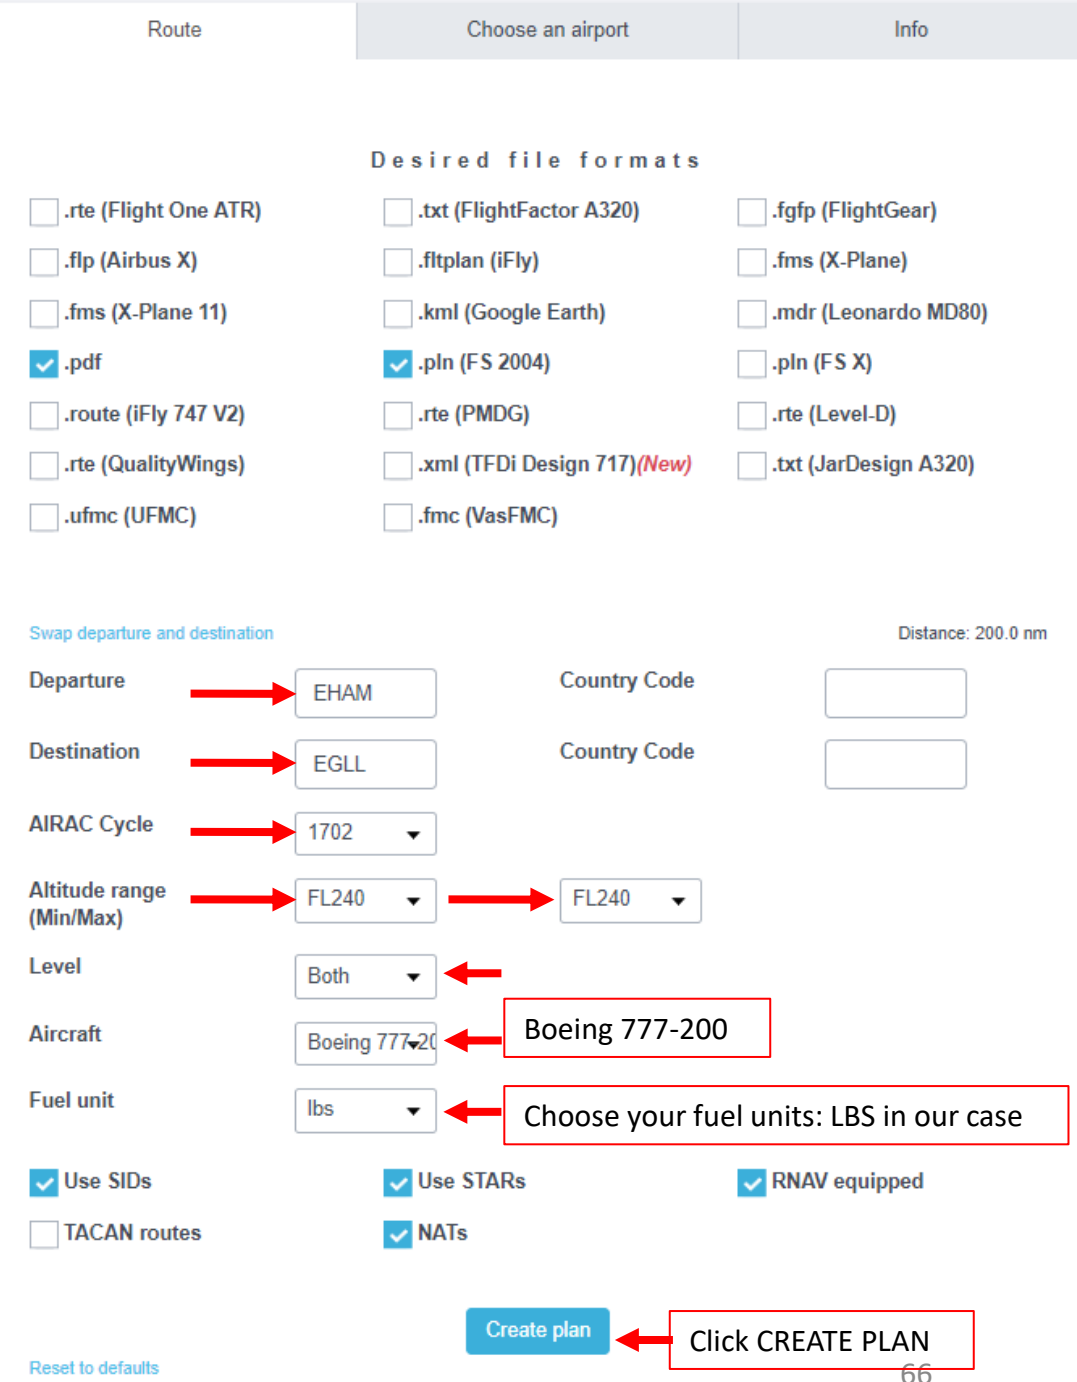 Route Choose an airport Info
Desired file formats
.rte (Flight One ATR) .txt (FlightFactor A320) .fgfp (FlightGear)
.flp (Airbus X) .fltplan (iFly) .fms (X-Plane)
.fms (X-Plane 11) .kml (Google Earth) .mdr (Leonardo MD80)
.pdf .pln (FS 2004) .pln (FS X)
.route (iFly 747 V2) .rte (PMDG) .rte (Level-D)
.rte (QualityWings) .xml (TFDi Design 717)(New) .txt (JarDesign A320)
.ufmc (UFMC) .fmc (VasFMC)
Swap departure and destination Distance: 200.0 nm
Departure EHAM Country Code
Destination EGLL Country Code
AIRAC Cycle 1702
Altitude range
(Min/Max) FL240 FL240
Level Both
Aircraft Boeing 777-20 Boeing 777-200
Fuel unit lbs Choose your fuel units: LBS in our case
Use SIDs Use STARs RNAV equipped
TACAN routes NATs
Create plan Click CREATE PLAN
Reset to defaults 66